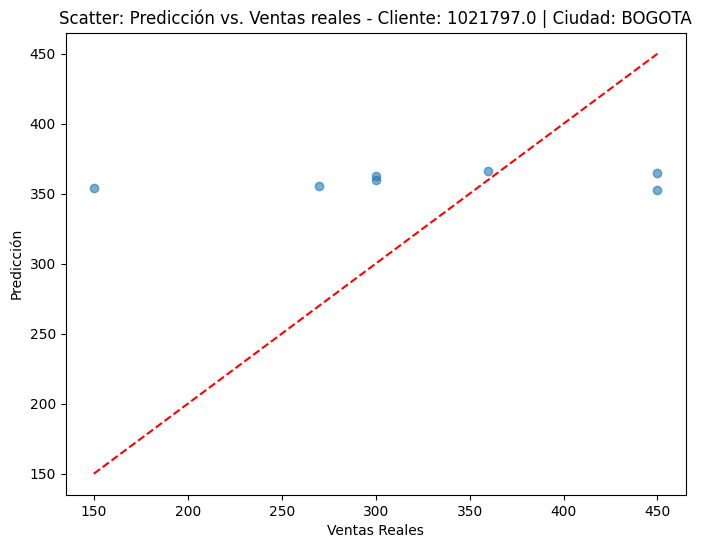 Scatter: Predicción vs. Ventas reales - Cliente: 1021797.0 | Ciudad: BOGOTA
450
400
350
300
250
200
150
Predicción
150 200 250 300 350 400 450
Ventas Reales